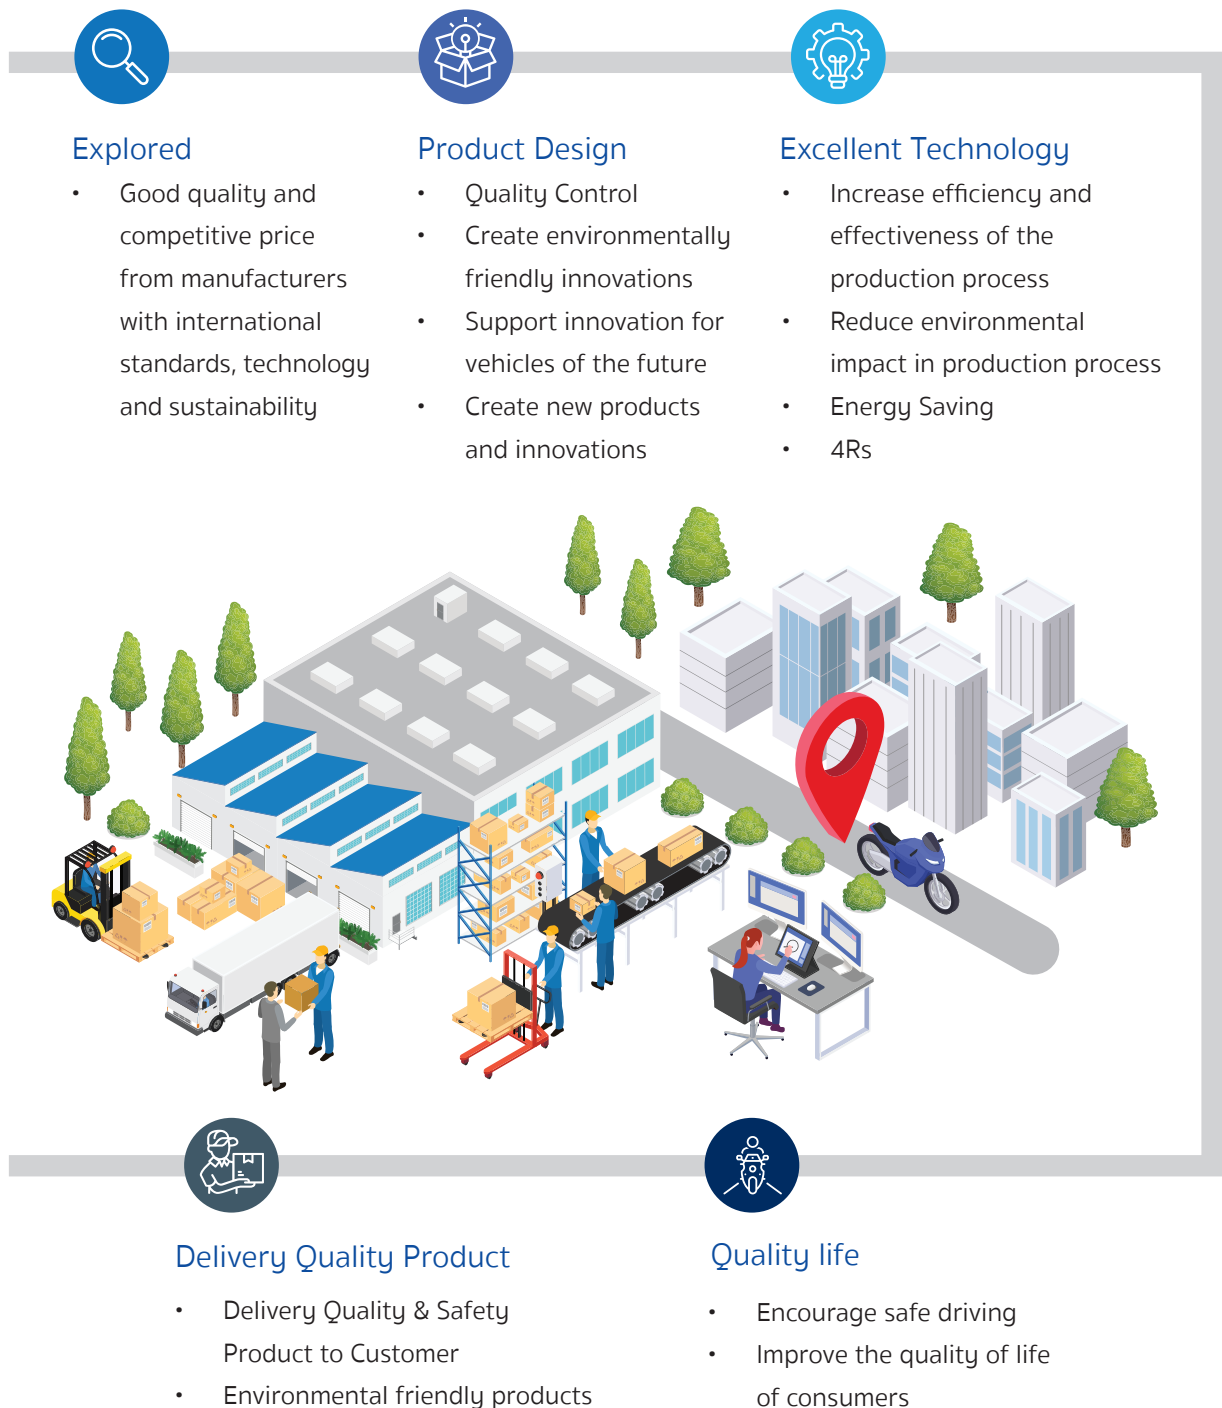 Explored
• Good quality and
competitive price
from manufacturers
with international
standards, technology
and sustainability
Product Design
• Quality Control
• Create environmentally
friendly innovations
• Support innovation for
vehicles of the future
• Create new products
and innovations
Excellent Technology
• Increase efficiency and
effectiveness of the
production process
• Reduce environmental
impact in production process
• Energy Saving
• 4Rs
Delivery Quality Product
• Delivery Quality & Safety
Product to Customer
• Environmental friendly products
Quality life
• Encourage safe driving
• Improve the quality of life
of consumers